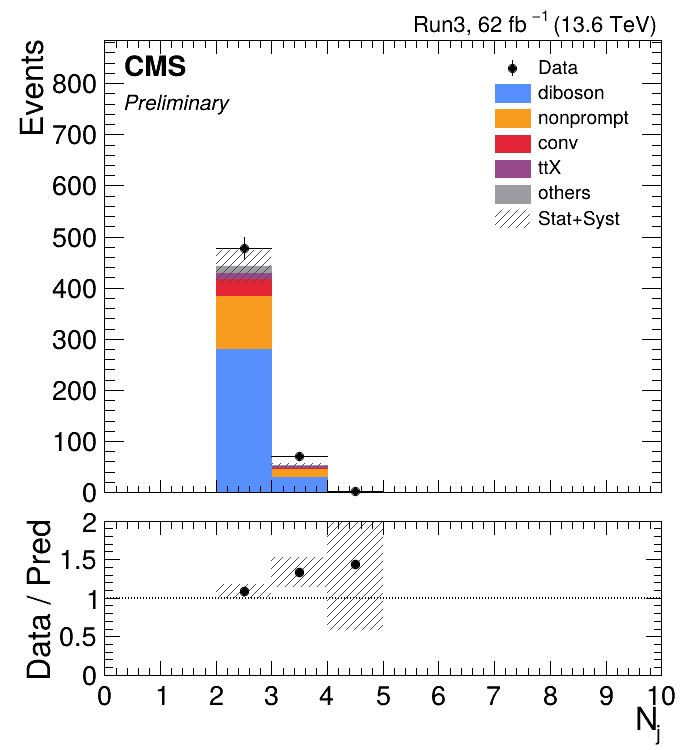 Run3, 62 fb⁻¹ (13.6 TeV)
CMS
Preliminary
Events
Data
diboson
nonprompt
conv
ttX
others
Stat+Syst
800
700
600
500
400
300
200
100
0
Data / Pred
2
1.5
1
0.5
0
0 1 2 3 4 5 6 7 8 9 10
N_j